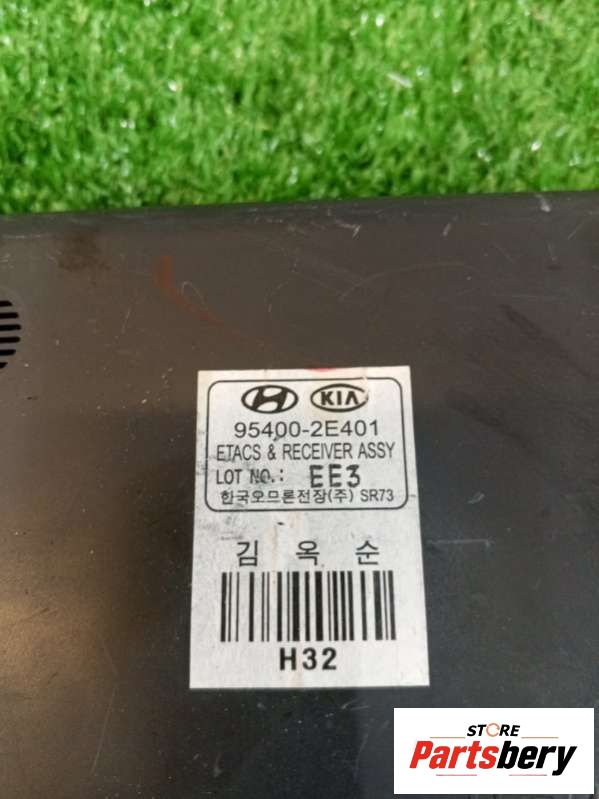 KIA
95400-2E401
ETACS & RECEIVER ASSY
LOT NO.: EE3
한국오므론전장(주) SR73
김 옥 순
H32
STORE
Partsbery